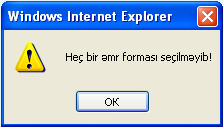 Windows Internet Explorer
Heç bir əmr forması seçilməyib!
OK